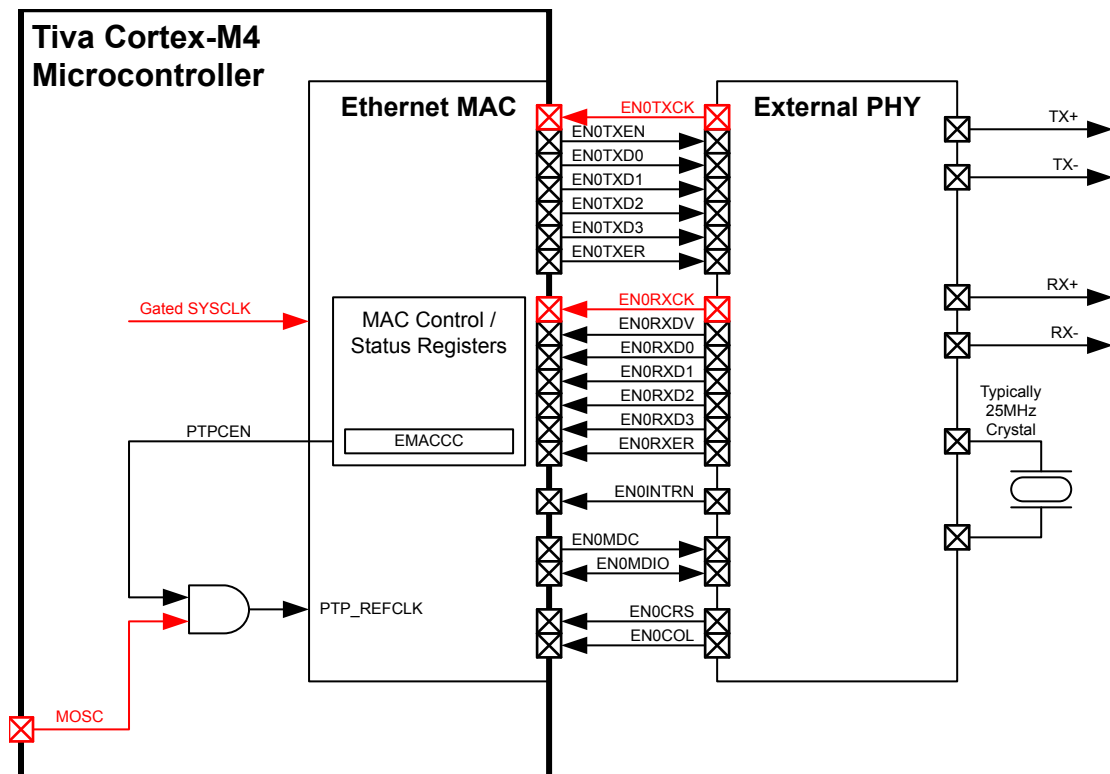 Tiva Cortex-M4
Microcontroller
Ethernet MAC
External PHY
EN0TXCK
EN0TXEN
EN0TXD0
EN0TXD1
EN0TXD2
EN0TXD3
EN0TXER
TX+
TX-
Gated SYSCLK
MAC Control /
Status Registers
EMACCC
EN0RXCK
EN0RXDV
EN0RXD0
EN0RXD1
EN0RXD2
EN0RXD3
EN0RXER
RX+
RX-
Typically
25MHz
Crystal
PTPCEN
EN0INTRN
EN0MDC
EN0MDIO
PTP_REFCLK
EN0CRS
EN0COL
MOSC